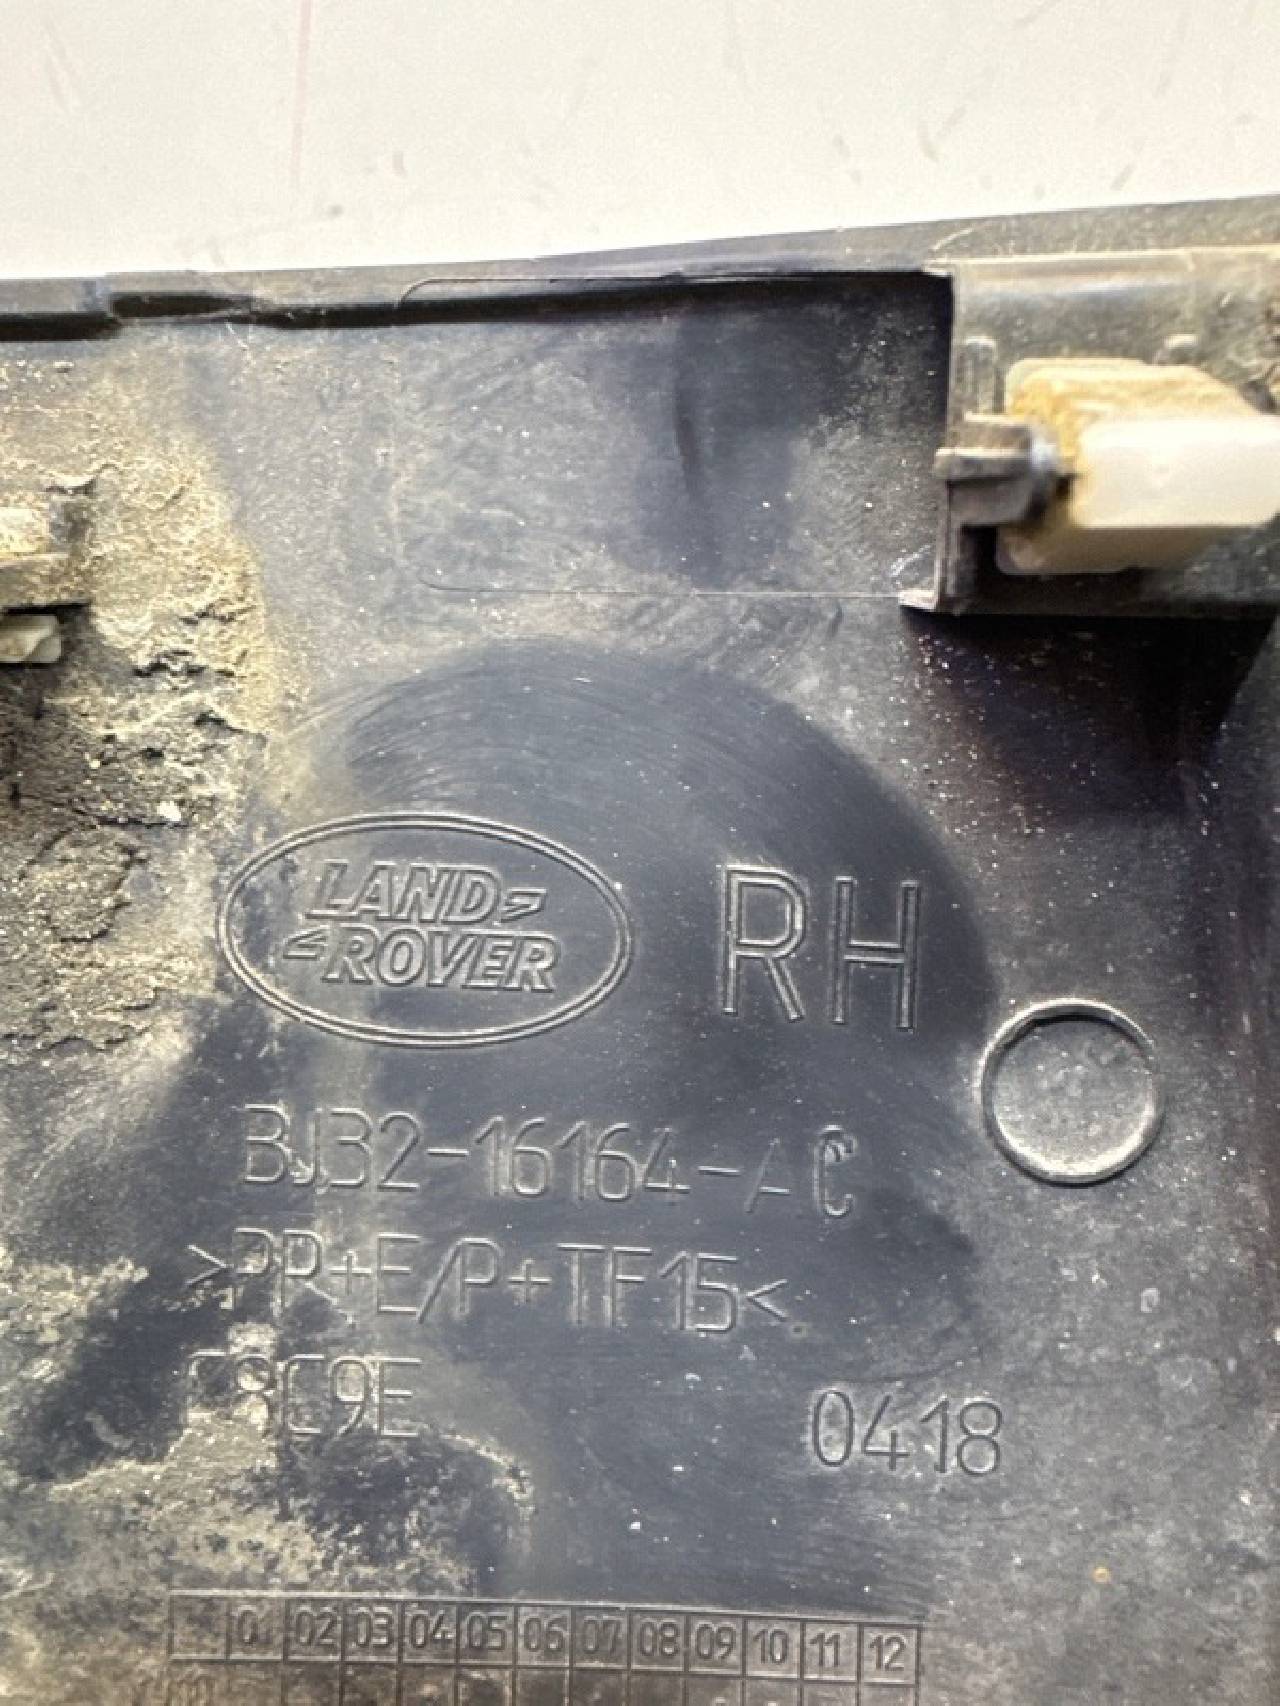 LAND
ROVER
RH
BJ32-16164-AC
>PP+E/P+TF15<
C8C9E
0418
01 02 03 04 05 06 07 08 09 10 11 12